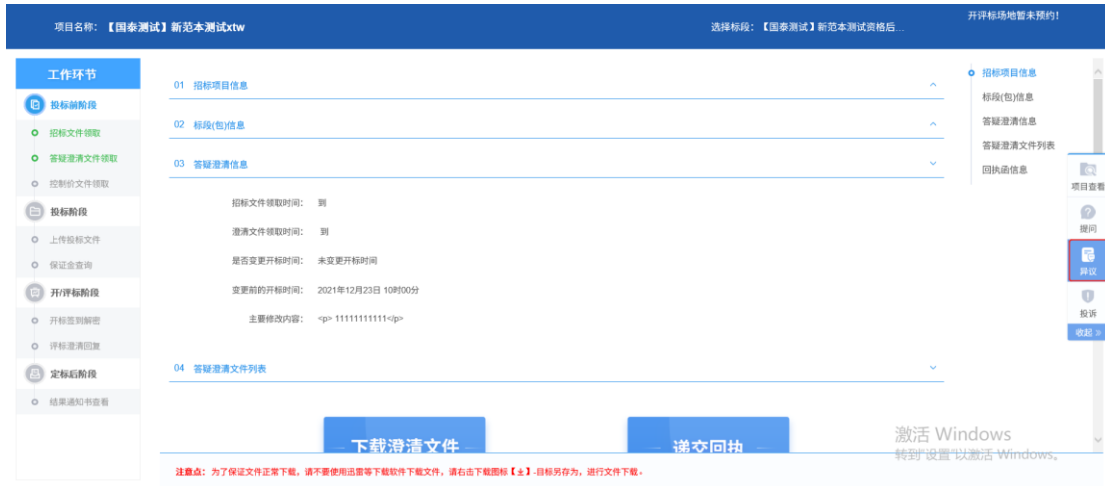 项目名称: 【国泰测试】新范本测试xtw
选择标段: 【国泰测试】新范本测试资格后...
开评标场地暂未预约!
工作环节
投标前阶段
招标文件领取
答疑澄清文件领取
控制价文件领取
投标阶段
上传投标文件
保证金查询
开/评标阶段
开标签到解密
评标澄清回复
定标后阶段
结果通知书查看
01 招标项目信息
02 标段(包)信息
03 答疑澄清信息
招标文件领取时间: 到
澄清文件领取时间: 到
是否变更开标时间: 未变更开标时间
变更前的开标时间: 2021年12月23日 10时00分
主要修改内容: <p> 11111111111</p>
04 答疑澄清文件列表
下载澄清文件
递交回执
注意点: 为了保证文件正常下载, 请不要使用迅雷等下载软件下载文件, 请右击下载图标【】-目标另存为, 进行文件下载。
招标项目信息
标段(包)信息
答疑澄清信息
答疑澄清文件列表
回执函信息
项目查看
提问
异议
投诉
收起 »
激活 Windows
转到"设置"以激活 Windows。